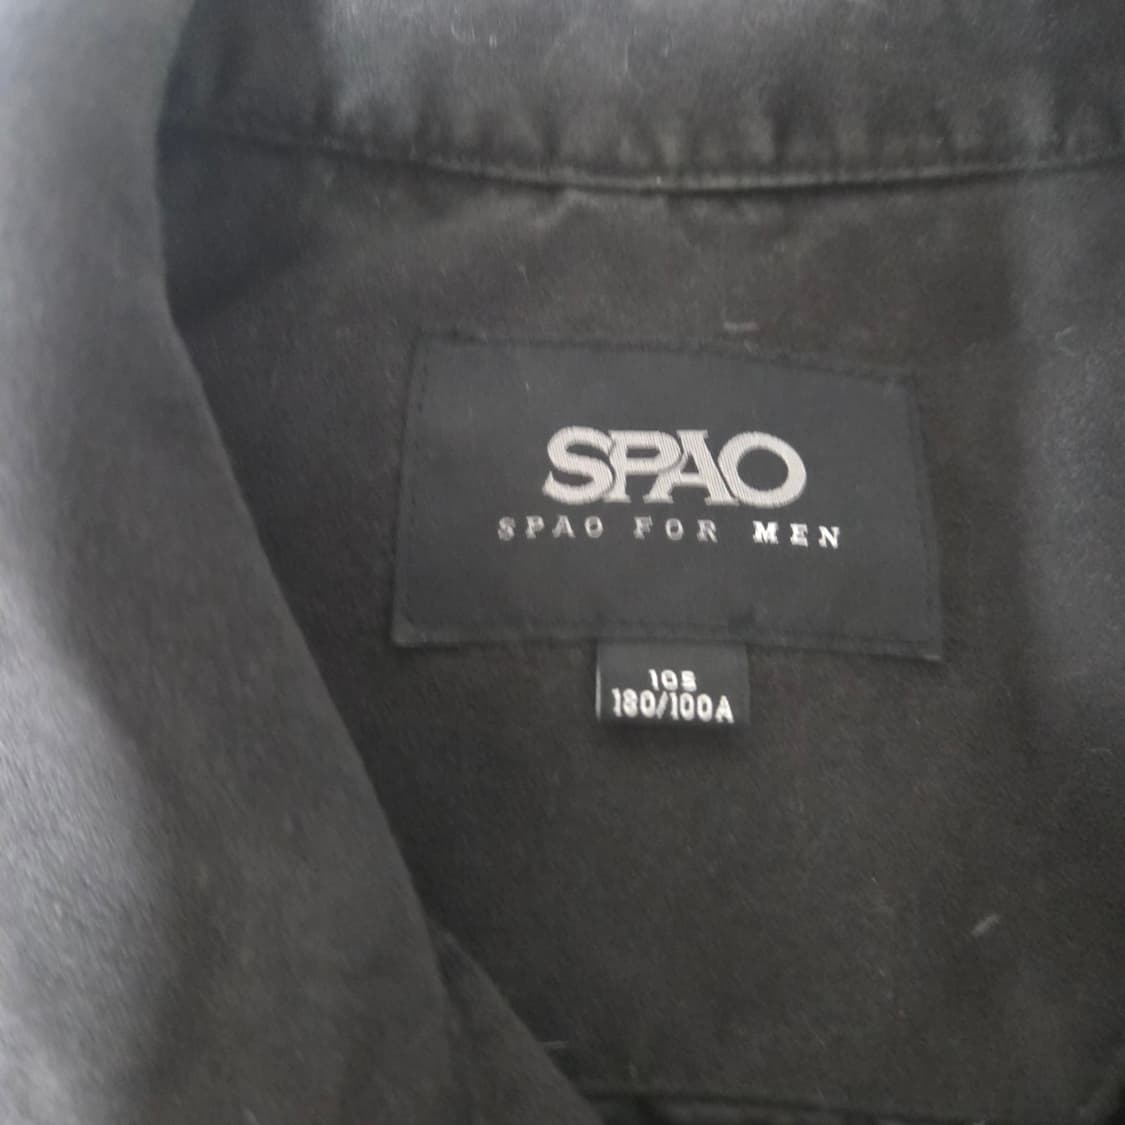 SPAO
SPAO FOR MEN
105
180/100A